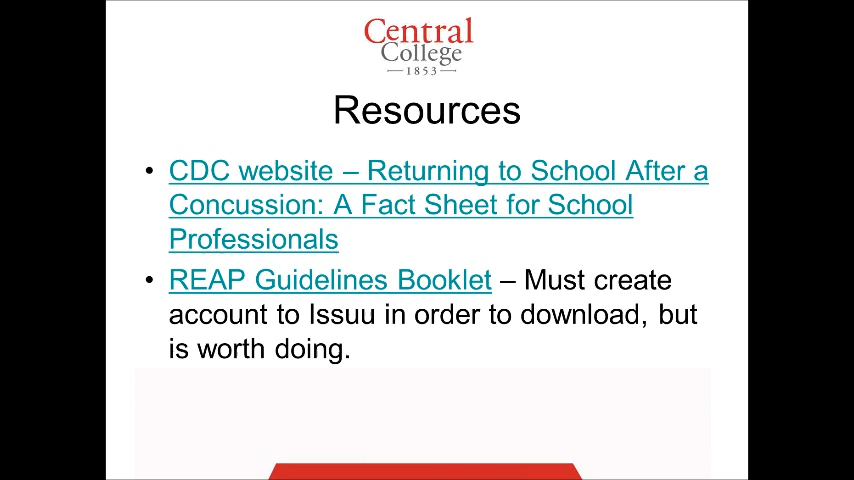 Central
College
1853
Resources
• CDC website – Returning to School After a
Concussion: A Fact Sheet for School
Professionals
• REAP Guidelines Booklet – Must create
account to Issuu in order to download, but
is worth doing.